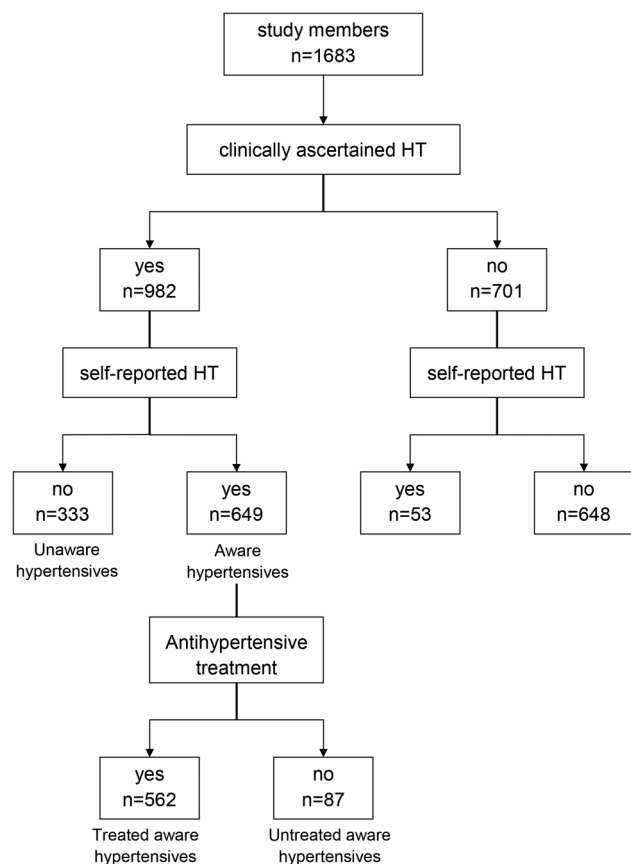 study members
n=1683
clinically ascertained HT
yes
n=982
no
n=701
self-reported HT
self-reported HT
no
n=333
yes
n=649
yes
n=53
no
n=648
Unaware
hypertensives
Aware
hypertensives
Antihypertensive
treatment
yes
n=562
no
n=87
Treated aware
hypertensives
Untreated aware
hypertensives